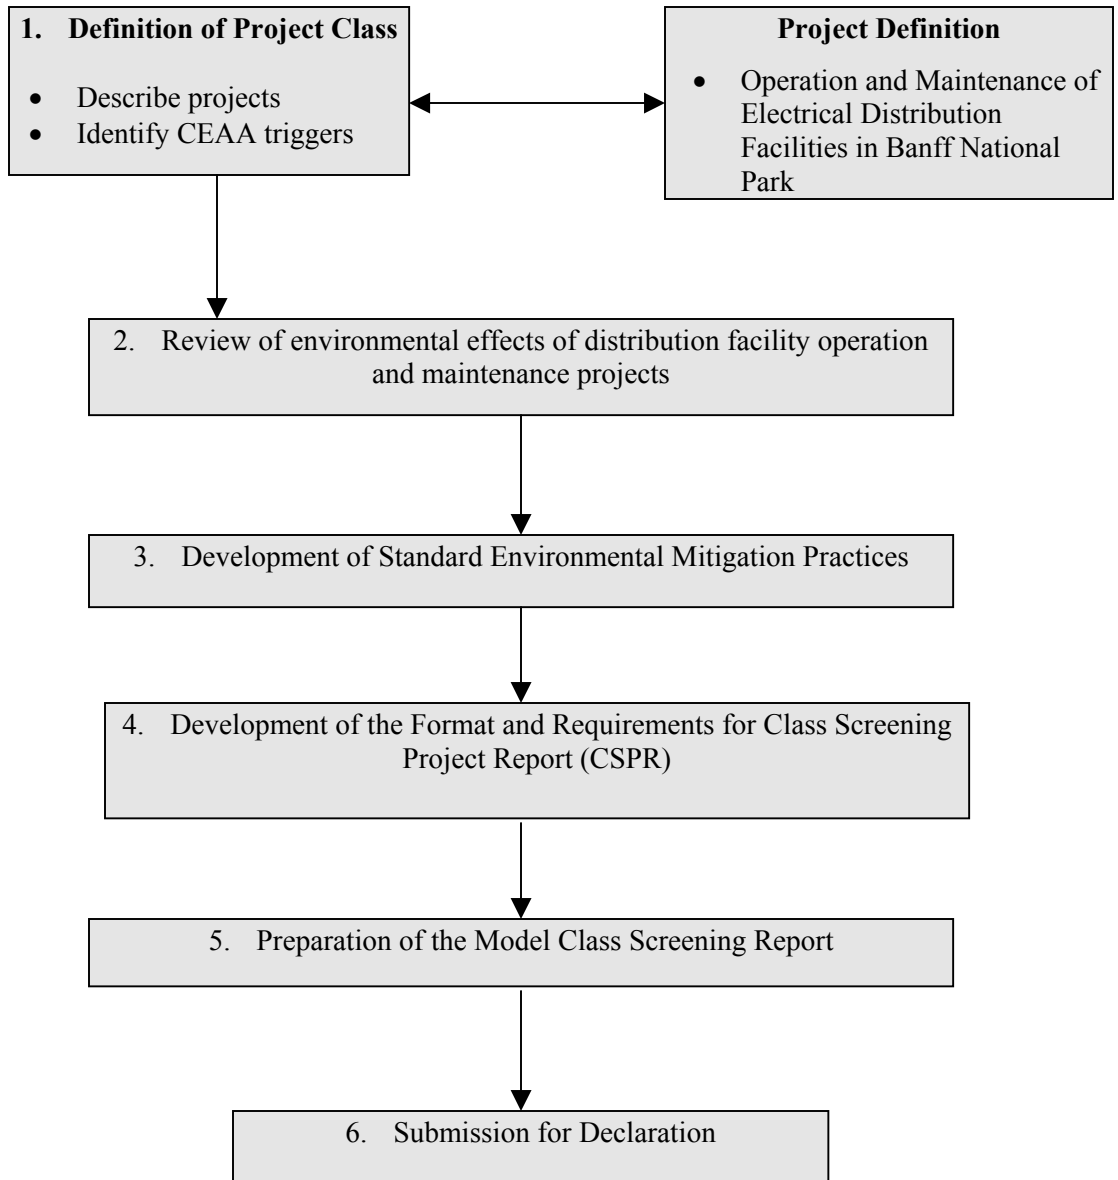 1. Definition of Project Class
• Describe projects
• Identify CEAA triggers
Project Definition
• Operation and Maintenance of
Electrical Distribution
Facilities in Banff National
Park
2. Review of environmental effects of distribution facility operation
and maintenance projects
3. Development of Standard Environmental Mitigation Practices
4. Development of the Format and Requirements for Class Screening
Project Report (CSPR)
5. Preparation of the Model Class Screening Report
6. Submission for Declaration